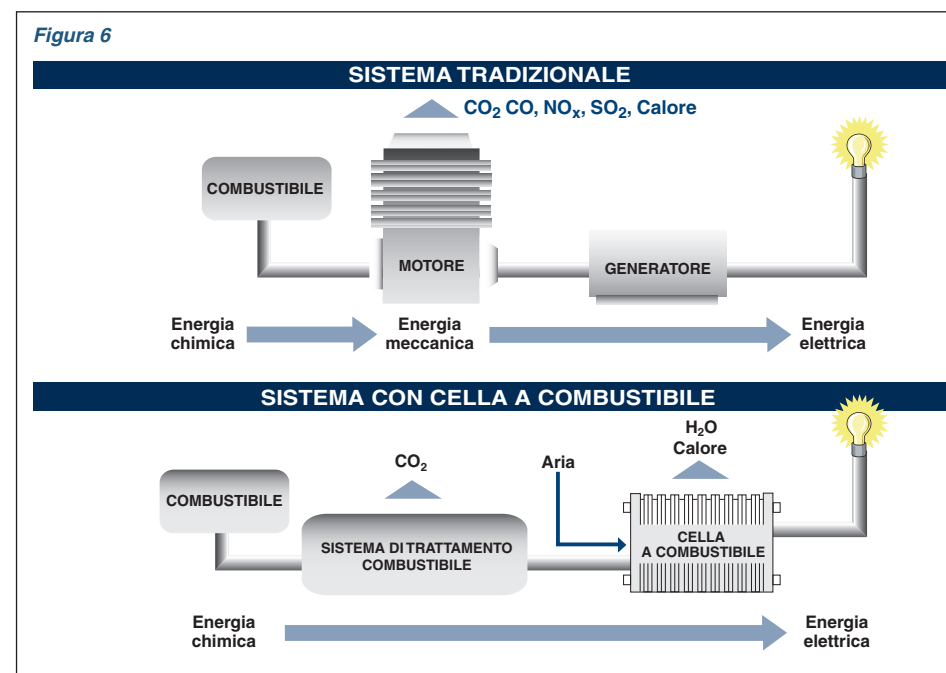 Figura 6
SISTEMA TRADIZIONALE
CO₂ CO, NOₓ, SO₂, Calore
COMBUSTIBILE
MOTORE
GENERATORE
Energia
chimica
Energia
meccanica
Energia
elettrica
SISTEMA CON CELLA A COMBUSTIBILE
H₂O
Calore
CO₂
Aria
COMBUSTIBILE
SISTEMA DI TRATTAMENTO
COMBUSTIBILE
CELLA
A COMBUSTIBILE
Energia
chimica
Energia
elettrica